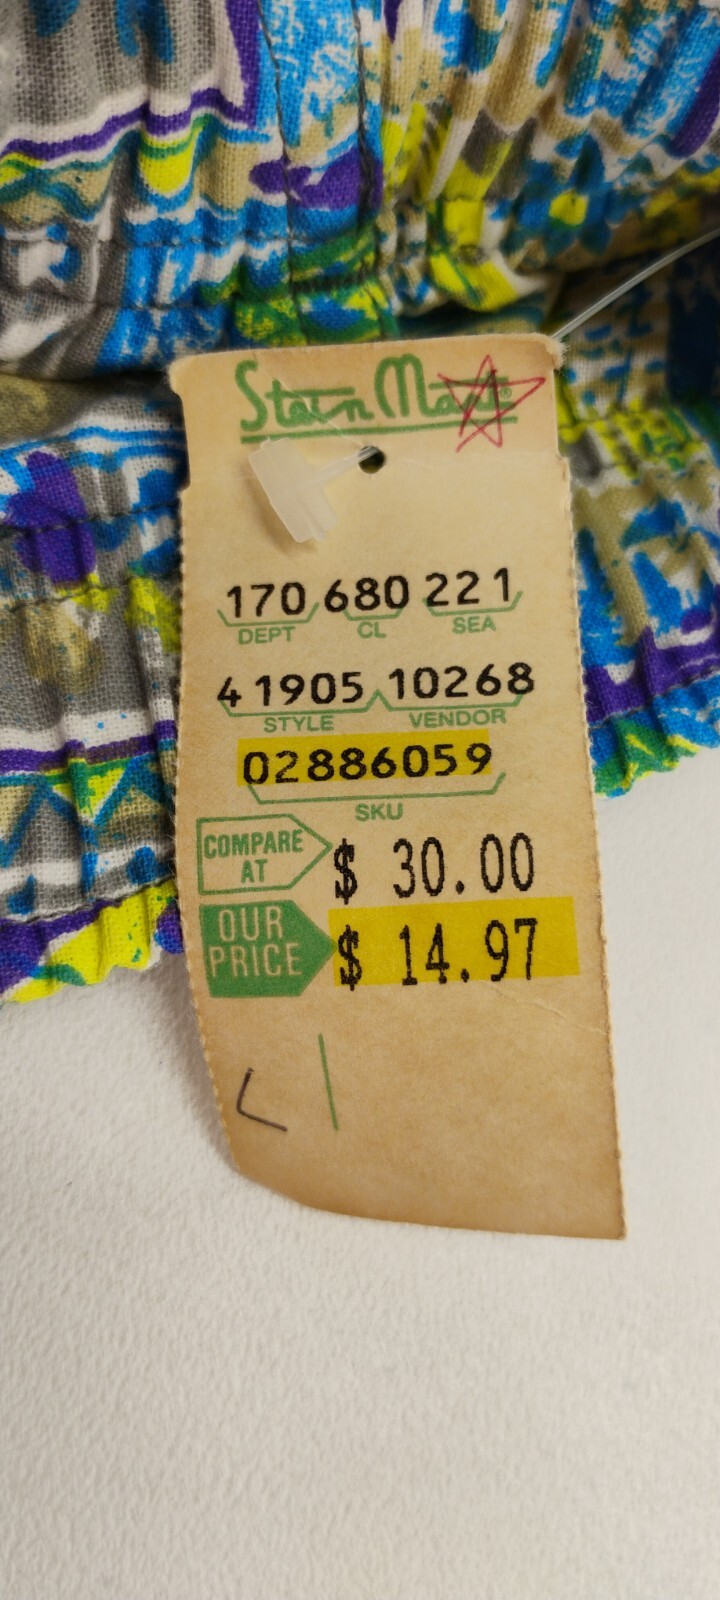 Stein Mart®
170 680 221
DEPT CL SEA
41905 10268
STYLE VENDOR
02886059
SKU
COMPARE AT $ 30.00
OUR PRICE $ 14.97
L